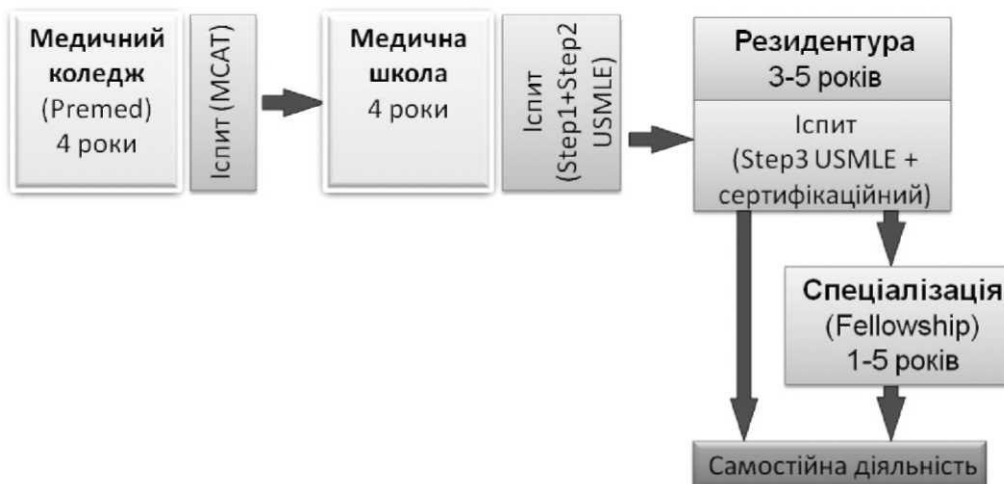 Медичний
коледж
(Premed)
4 роки
Іспит (MCAT)
Медична
школа
4 роки
Іспит
(Step1+Step2
USMLE)
Резидентура
3-5 років
Іспит
(Step3 USMLE +
сертифікаційний)
Спеціалізація
(Fellowship)
1-5 років
Самостійна діяльність